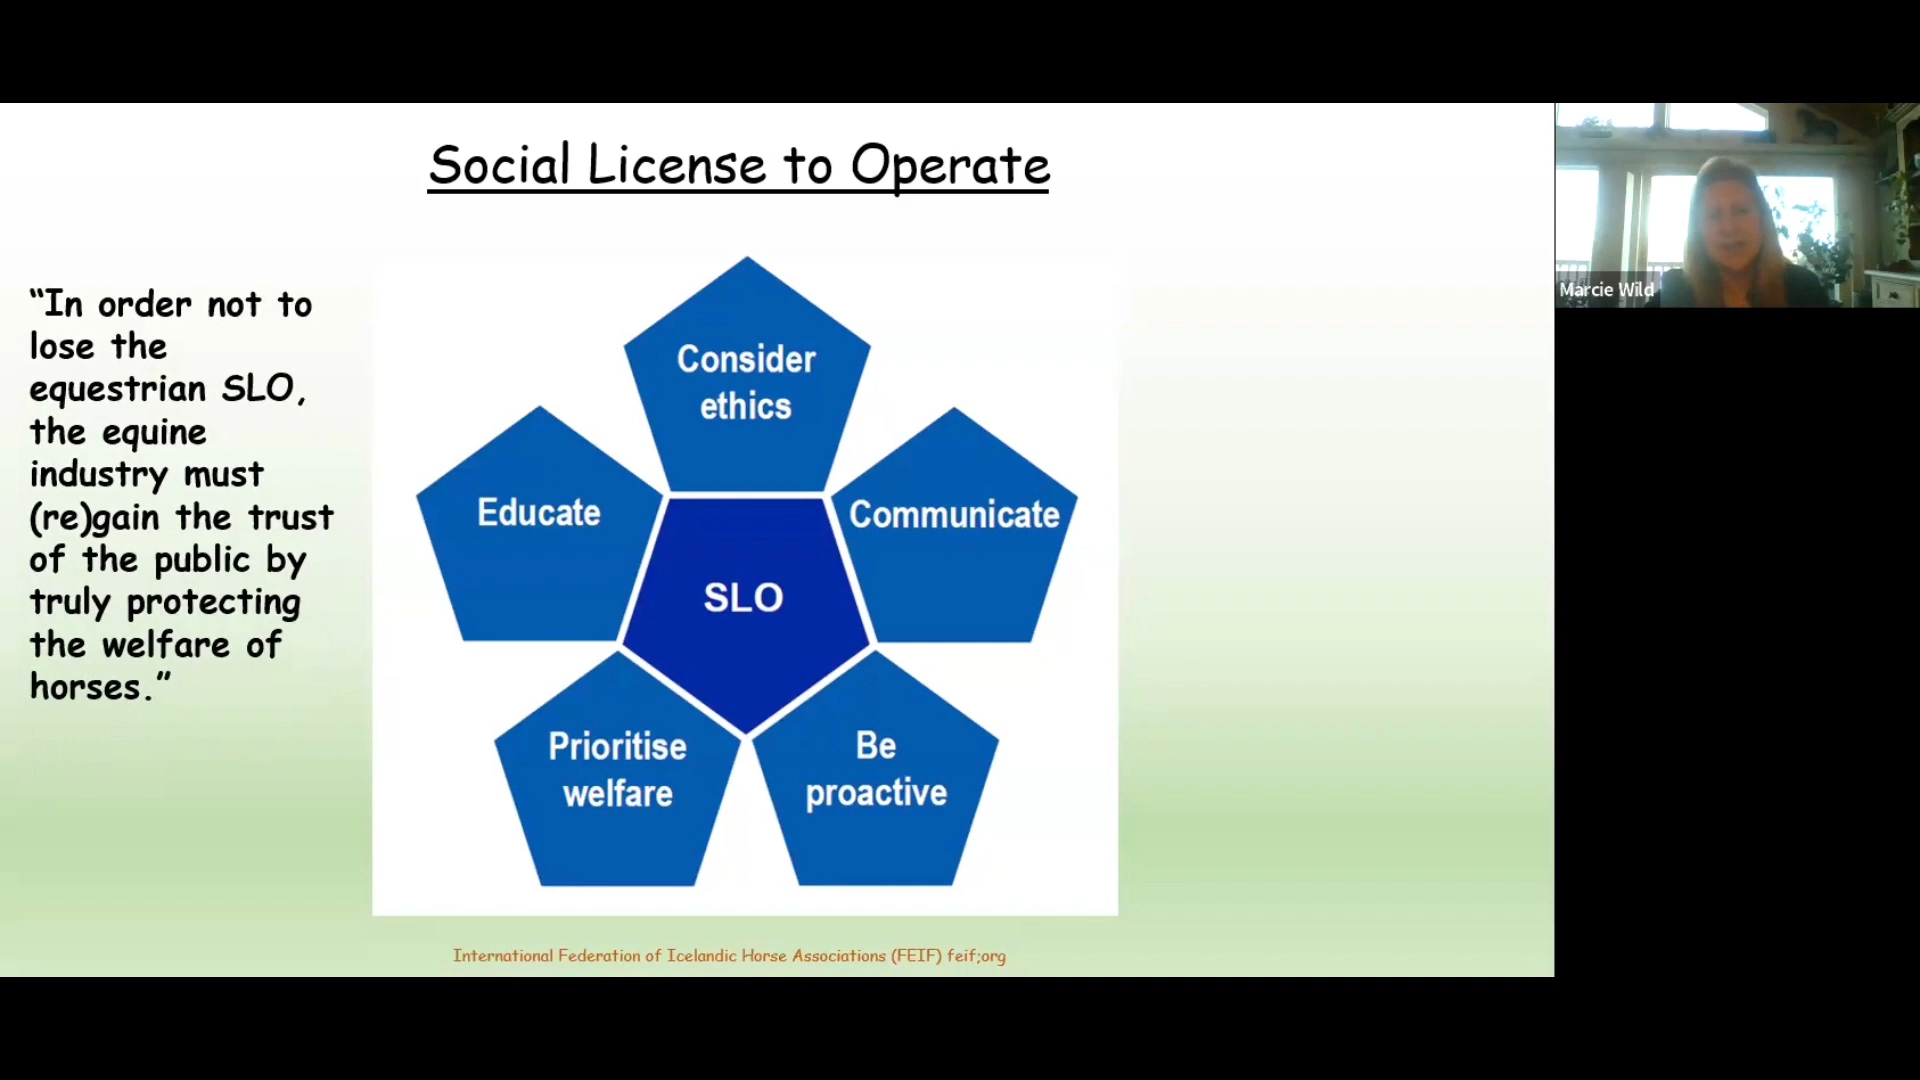 Social License to Operate
“In order not to
lose the
equestrian SLO,
the equine
industry must
(re)gain the trust
of the public by
truly protecting
the welfare of
horses.”
Consider
ethics
Educate
Communicate
SLO
Prioritise
welfare
Be
proactive
International Federation of Icelandic Horse Associations (FEIF) feif;org
Marcie Wild